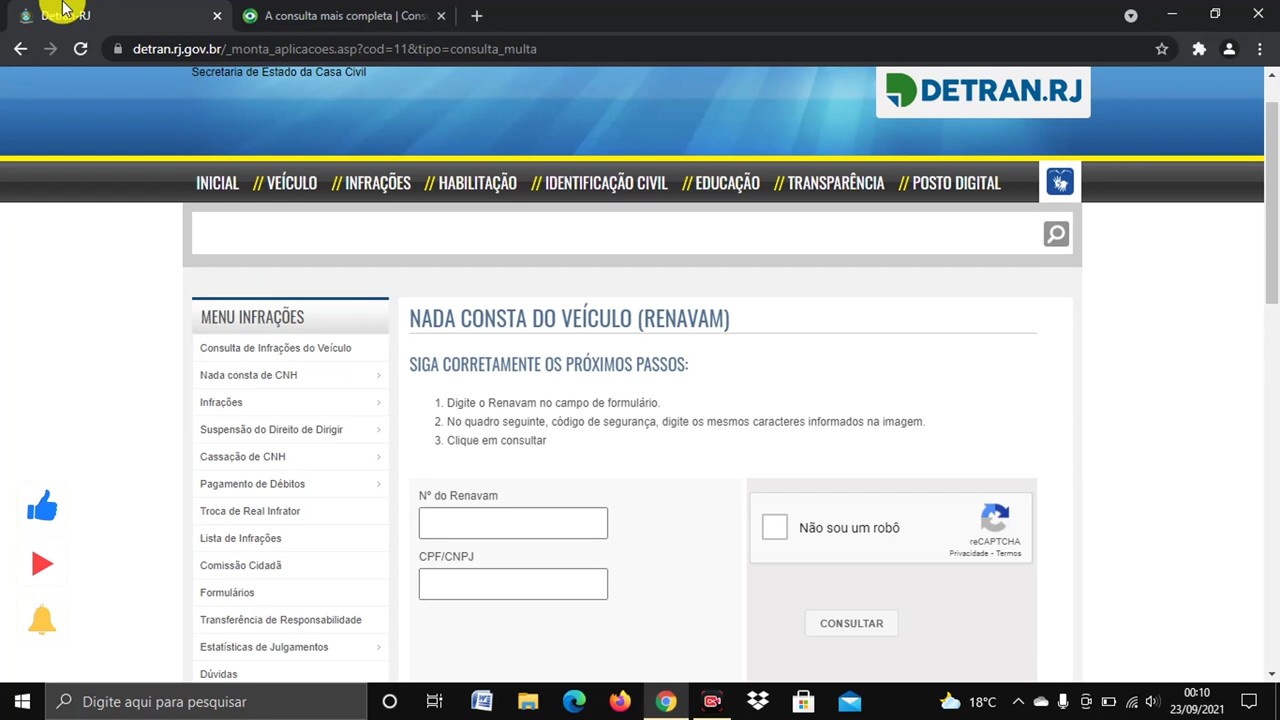 Detran-RJ
A consulta mais completa | Cons
detran.rj.gov.br/_monta_aplicacoes.asp?cod=11&tipo=consulta_multa
Secretaria de Estado da Casa Civil
DETRAN.RJ
INICIAL // VEÍCULO // INFRAÇÕES // HABILITAÇÃO // IDENTIFICAÇÃO CIVIL // EDUCAÇÃO // TRANSPARÊNCIA // POSTO DIGITAL
MENU INFRAÇÕES
Consulta de Infrações do Veículo
Nada consta de CNH
Infrações
Suspensão do Direito de Dirigir
Cassação de CNH
Pagamento de Débitos
Troca de Real Infrator
Lista de Infrações
Comissão Cidadã
Formulários
Transferência de Responsabilidade
Estatísticas de Julgamentos
Dúvidas
NADA CONSTA DO VEÍCULO (RENAVAM)
SIGA CORRETAMENTE OS PRÓXIMOS PASSOS:
1. Digite o Renavam no campo de formulário.
2. No quadro seguinte, código de segurança, digite os mesmos caracteres informados na imagem.
3. Clique em consultar
Nº do Renavam
CPF/CNPJ
Não sou um robô
reCAPTCHA
Privacidade - Termos
CONSULTAR
Digite aqui para pesquisar
18°C
00:10
23/09/2021